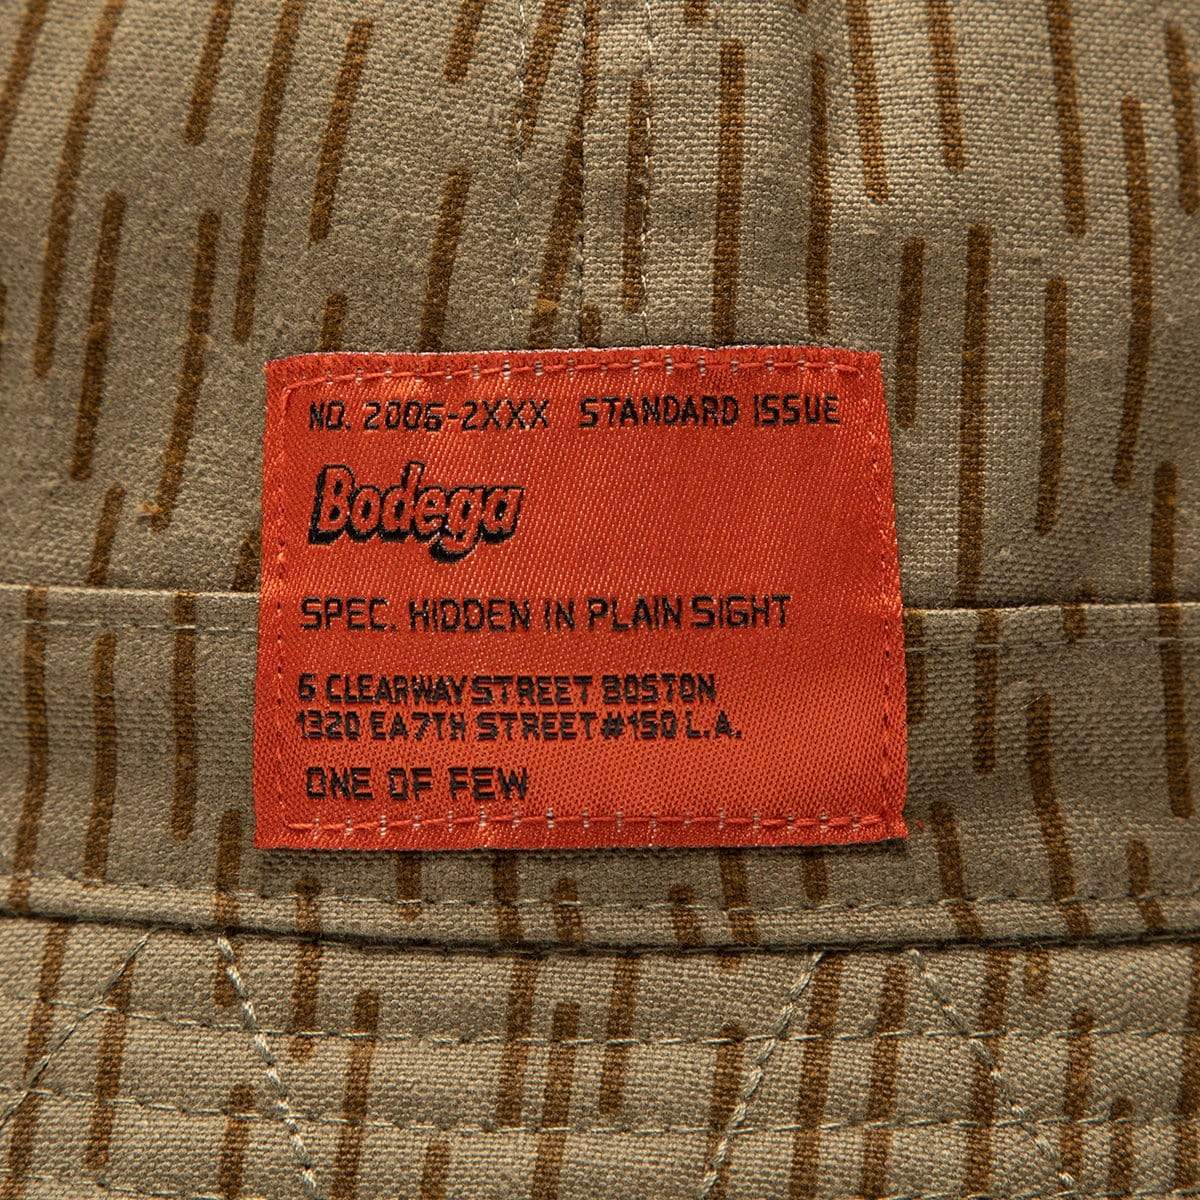 NO. 2006-2XXX STANDARD ISSUE
Bodega
SPEC. HIDDEN IN PLAIN SIGHT
6 CLEARWAY STREET BOSTON
1320 EA7TH STREET #150 L.A.
ONE OF FEW